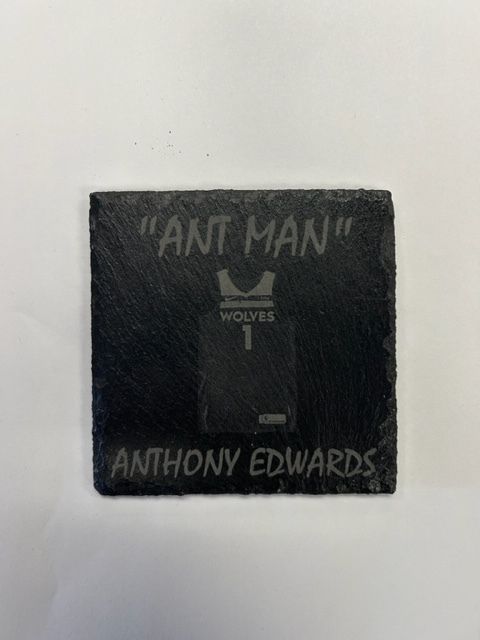 "ANT MAN"
WOLVES
1
ANTHONY EDWARDS